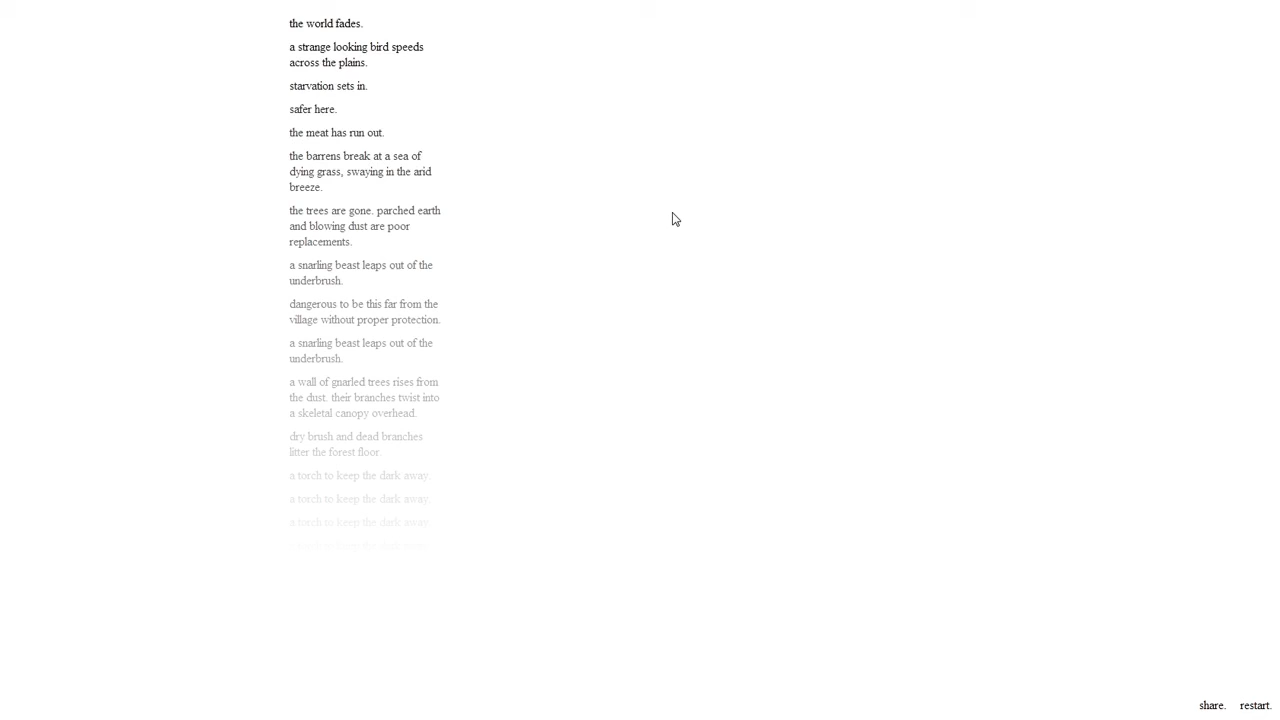 the world fades.
a strange looking bird speeds
across the plains.
starvation sets in.
safer here.
the meat has run out.
the barrens break at a sea of
dying grass, swaying in the arid
breeze.
the trees are gone. parched earth
and blowing dust are poor
replacements.
a snarling beast leaps out of the
underbrush.
dangerous to be this far from the
village without proper protection.
a snarling beast leaps out of the
underbrush.
a wall of gnarled trees rises from
the dust. their branches twist into
a skeletal canopy overhead.
dry brush and dead branches
litter the forest floor.
a torch to keep the dark away.
a torch to keep the dark away.
a torch to keep the dark away.
a torch to keep the dark away.
share. restart.